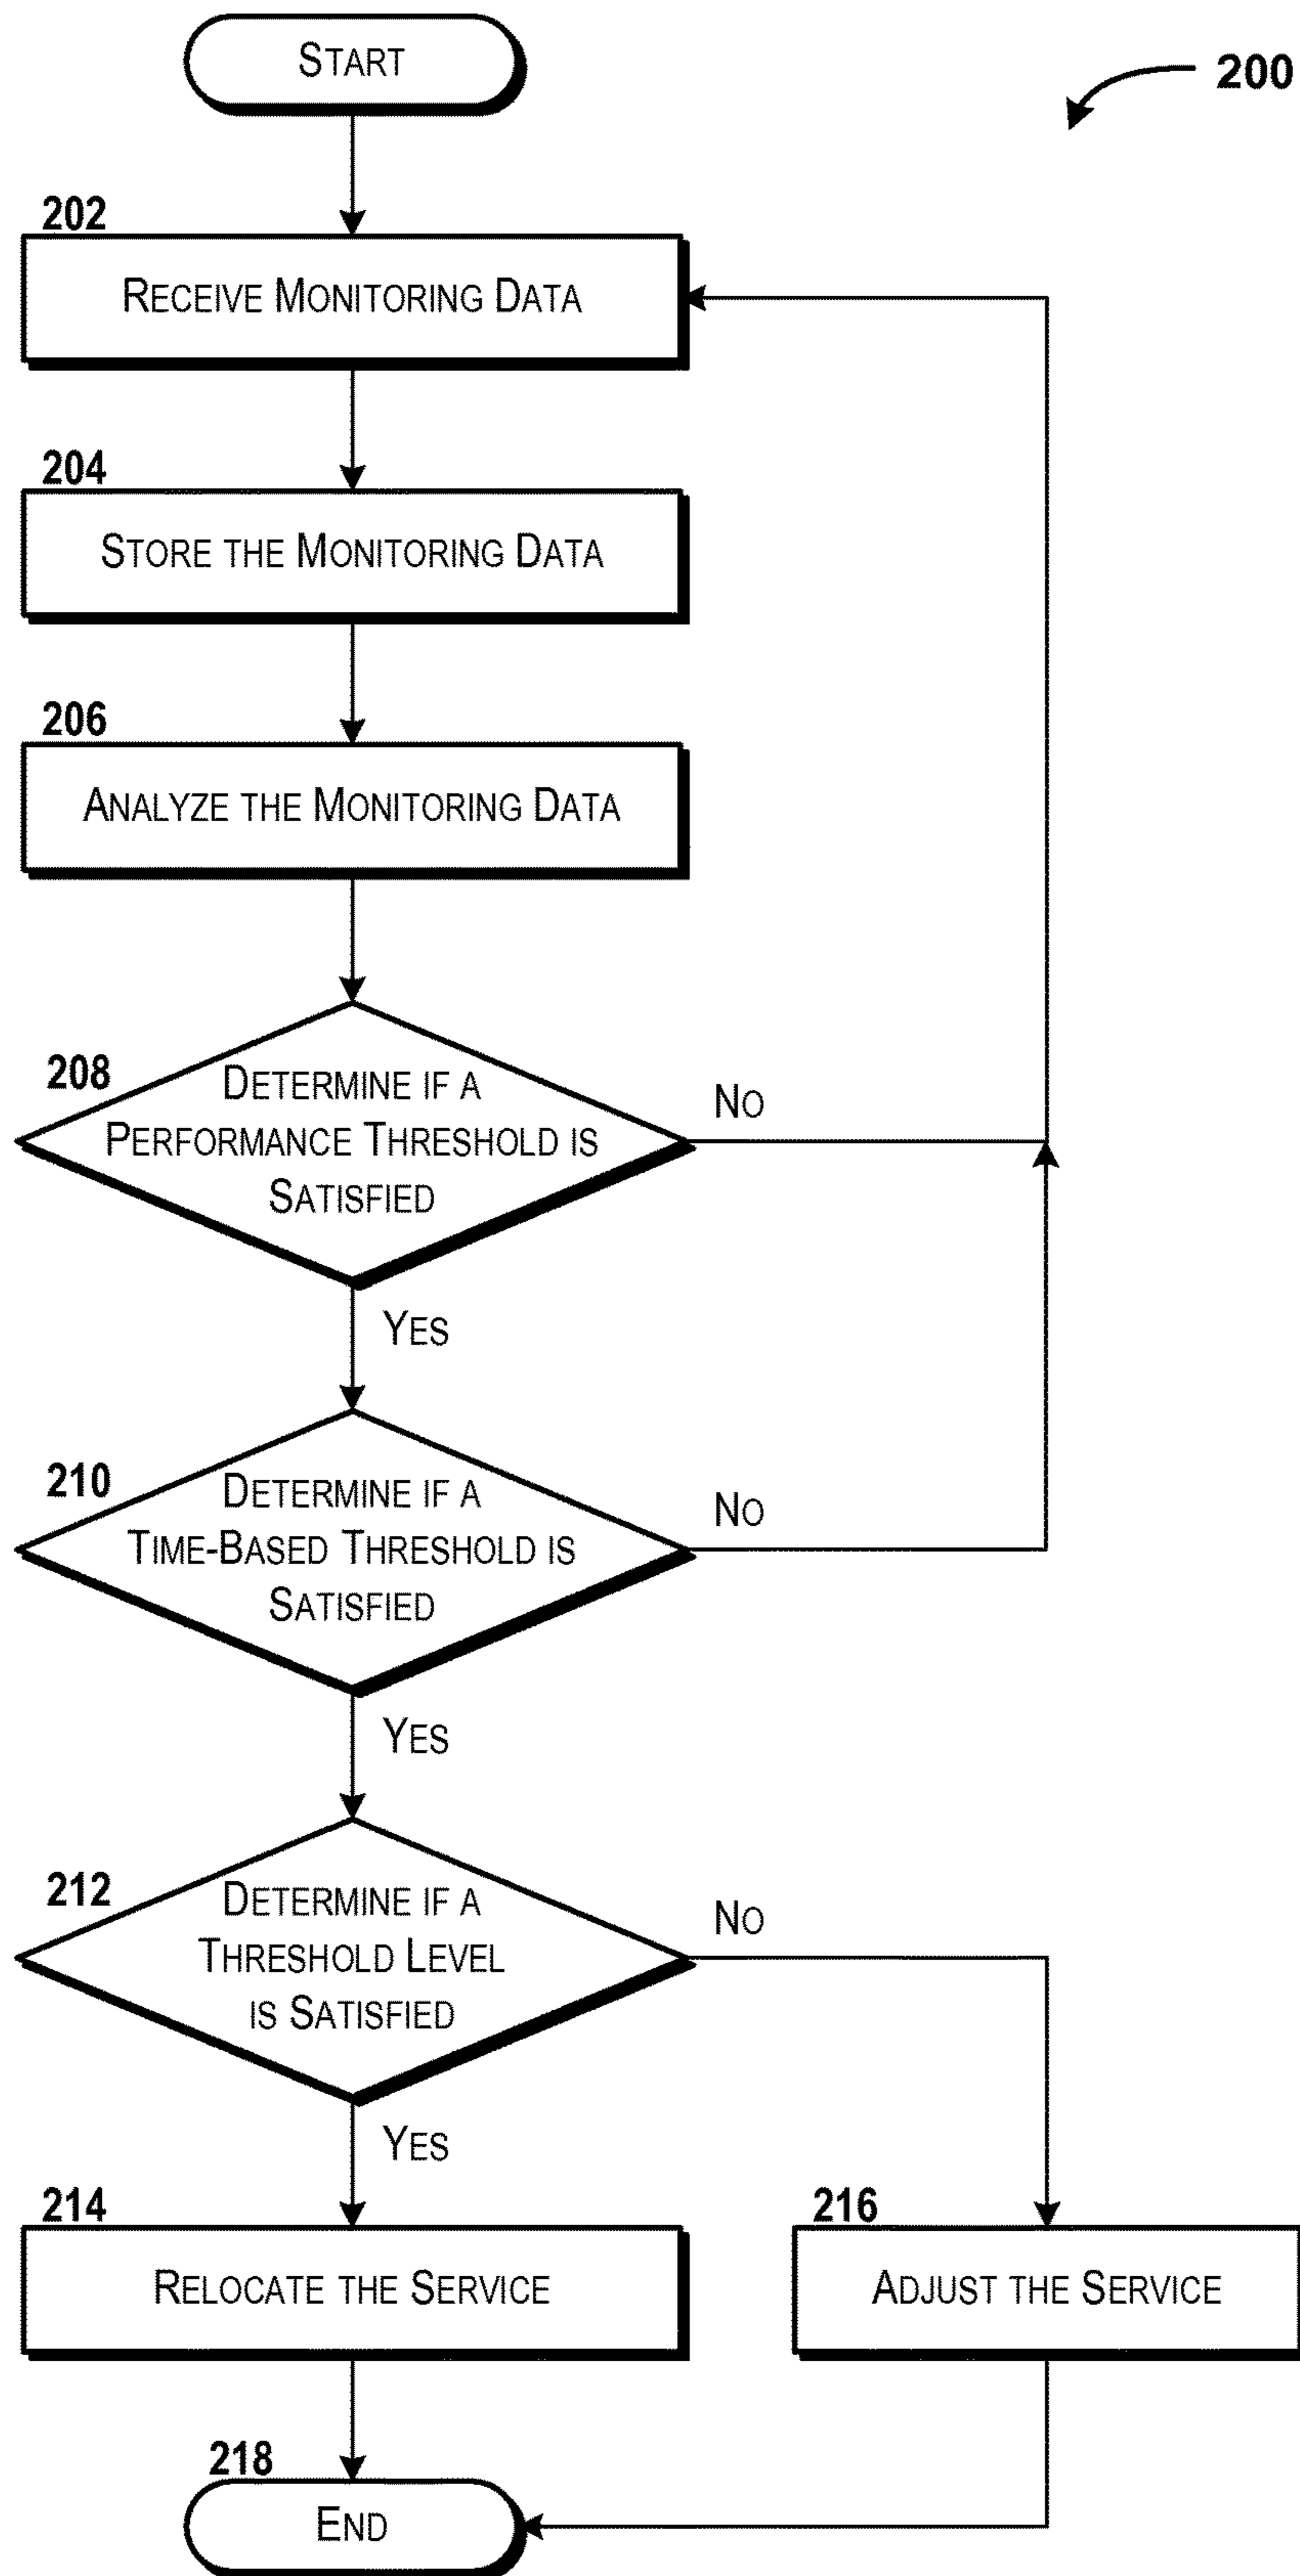 START
200
202
RECEIVE MONITORING DATA
204
STORE THE MONITORING DATA
206
ANALYZE THE MONITORING DATA
208
DETERMINE IF A
PERFORMANCE THRESHOLD IS
SATISFIED
NO
YES
210
DETERMINE IF A
TIME-BASED THRESHOLD IS
SATISFIED
NO
YES
212
DETERMINE IF A
THRESHOLD LEVEL
IS SATISFIED
NO
YES
214
RELOCATE THE SERVICE
216
ADJUST THE SERVICE
218
END